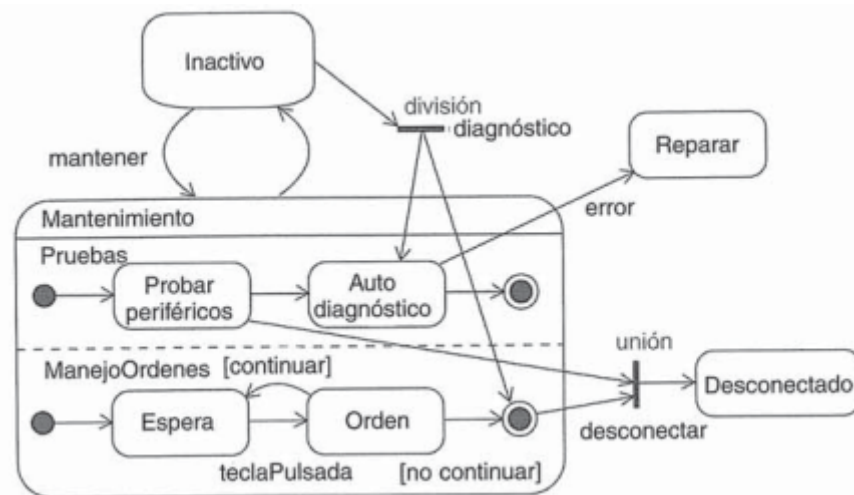 Inactivo
división
diagnóstico
mantener
Reparar
error
Mantenimiento
Pruebas
Probar
periféricos
Auto
diagnóstico
unión
ManejoOrdenes [continuar]
Espera
Orden
Desconectado
desconectar
teclaPulsada
[no continuar]